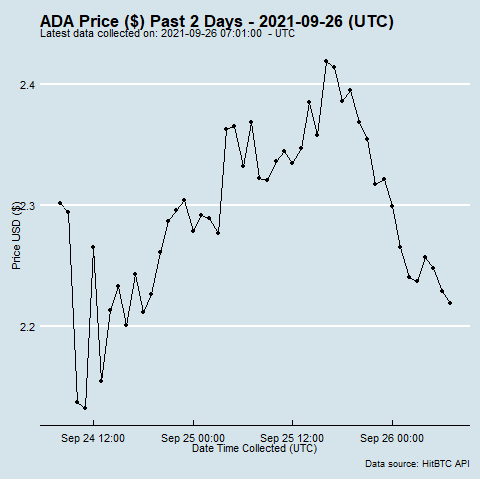 ADA Price ($) Past 2 Days - 2021-09-26 (UTC)
Latest data collected on: 2021-09-26 07:01:00 - UTC
2.4
2.3
2.2
Price USD ($)
Sep 24 12:00
Sep 25 00:00
Sep 25 12:00
Sep 26 00:00
Date Time Collected (UTC)
Data source: HitBTC API